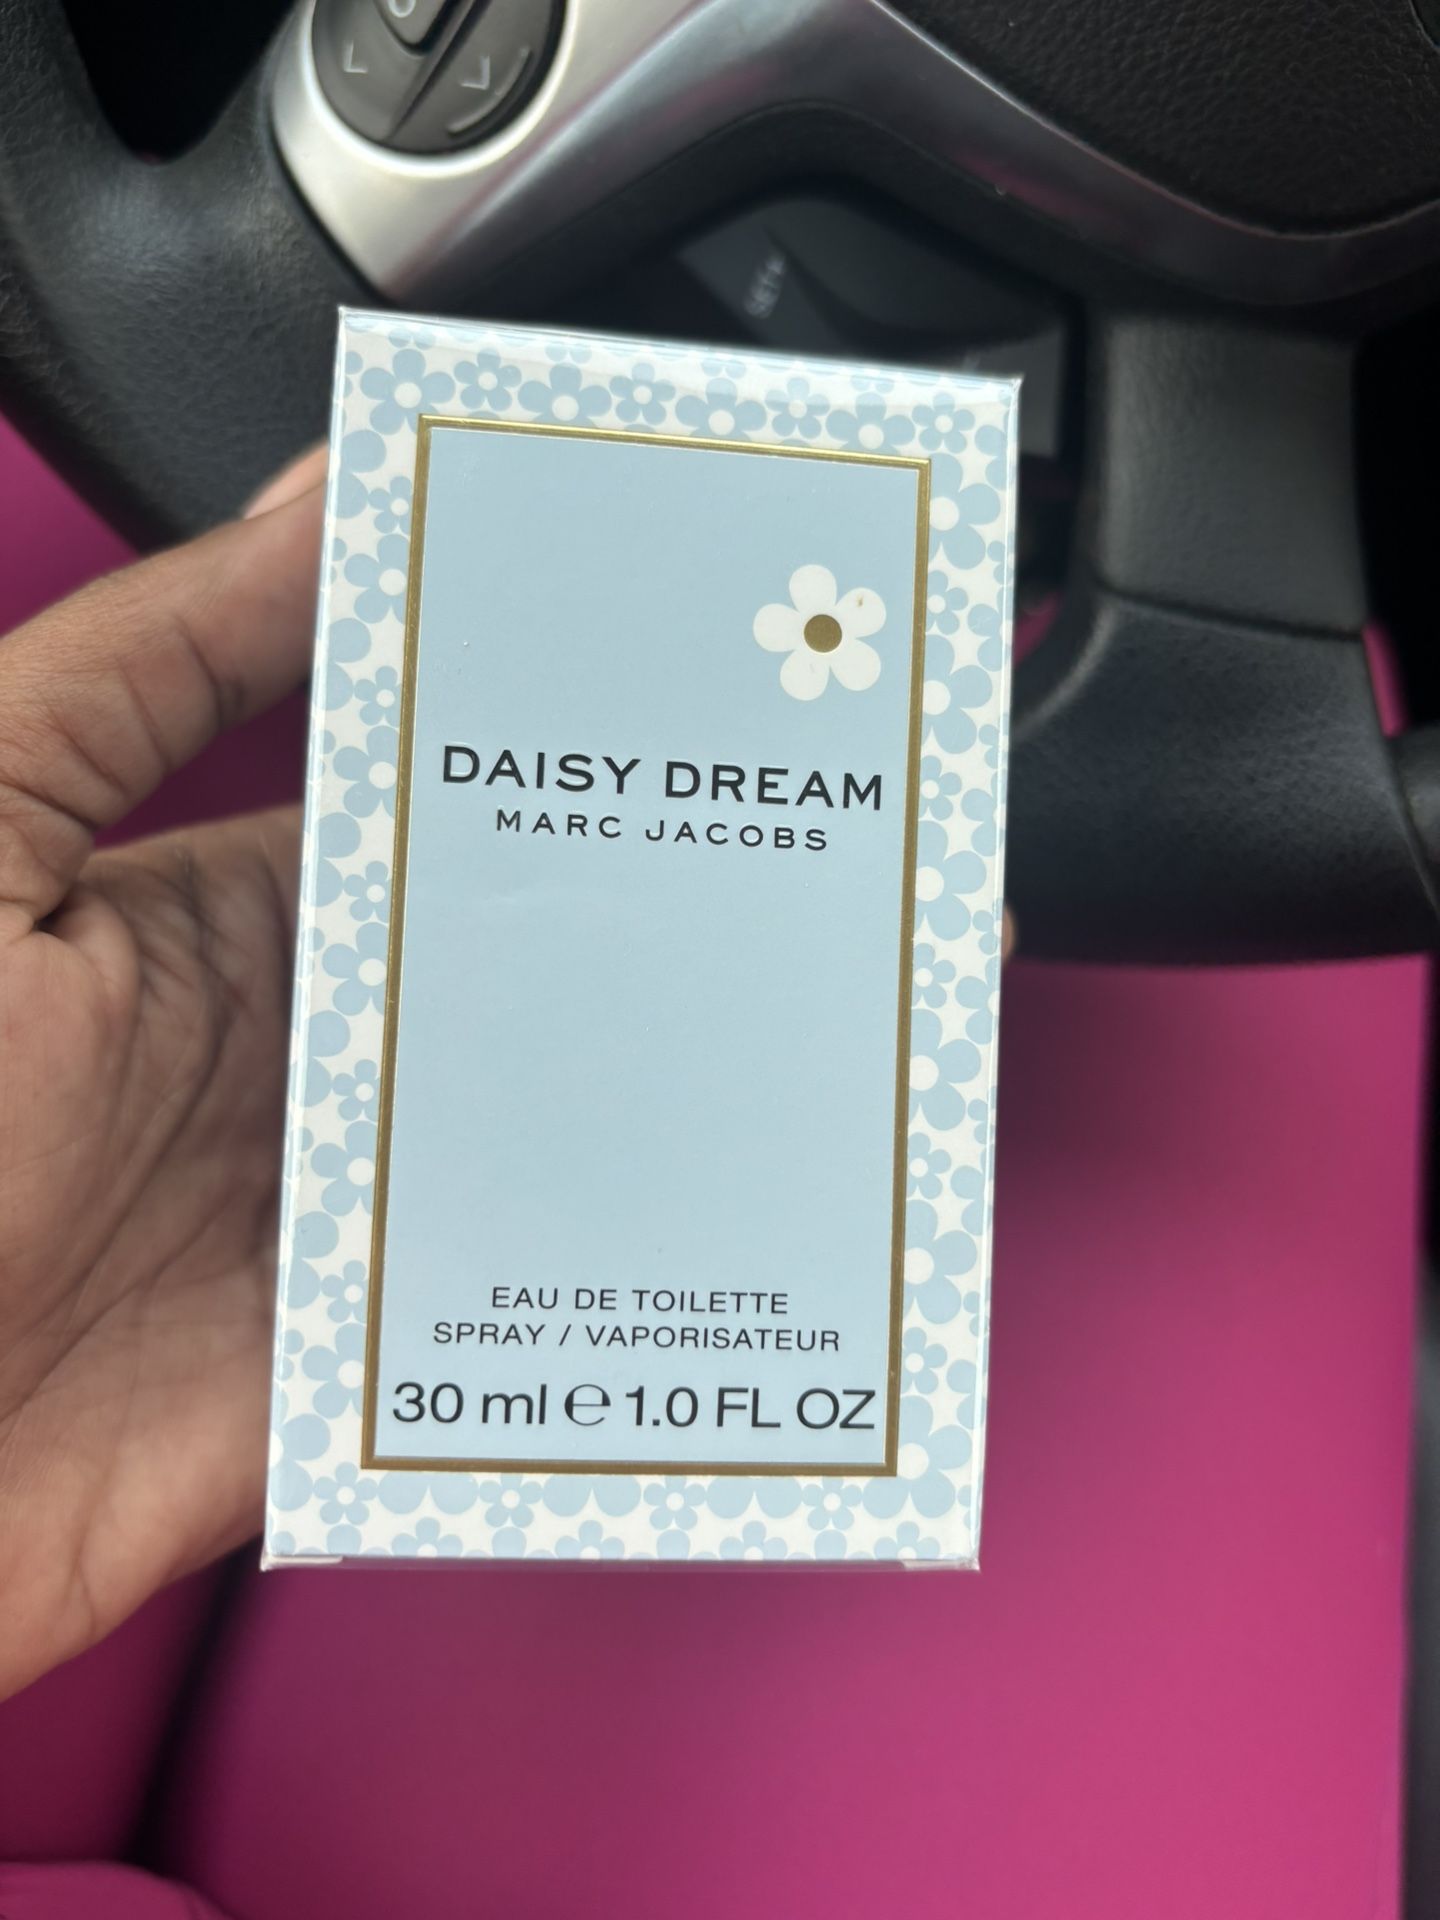 DAISY DREAM
MARC JACOBS
EAU DE TOILETTE
SPRAY / VAPORISATEUR
30 ml ℮ 1.0 FL OZ